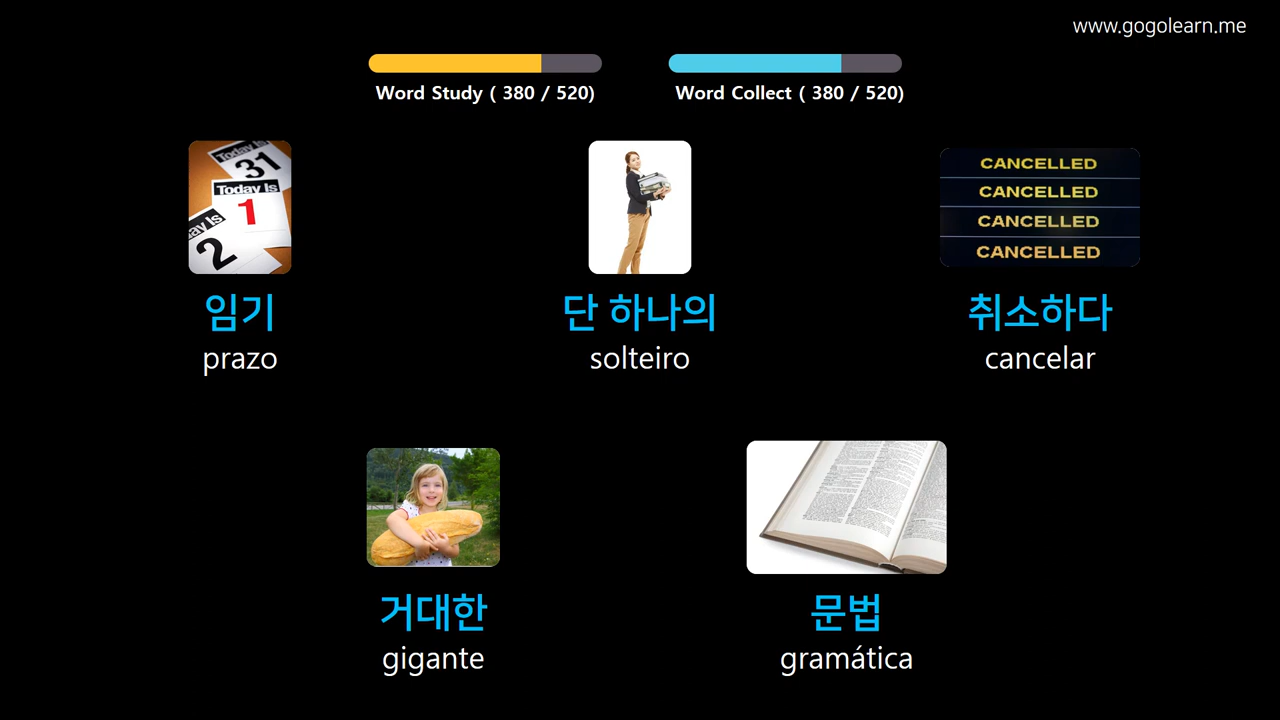 www.gogolearn.me
Word Study ( 380 / 520)
Word Collect ( 380 / 520)
Today Is
31
Today Is
1
ay Is
2
CANCELLED
CANCELLED
CANCELLED
CANCELLED
임기
단 하나의
취소하다
prazo
solteiro
cancelar
거대한
문법
gigante
gramática